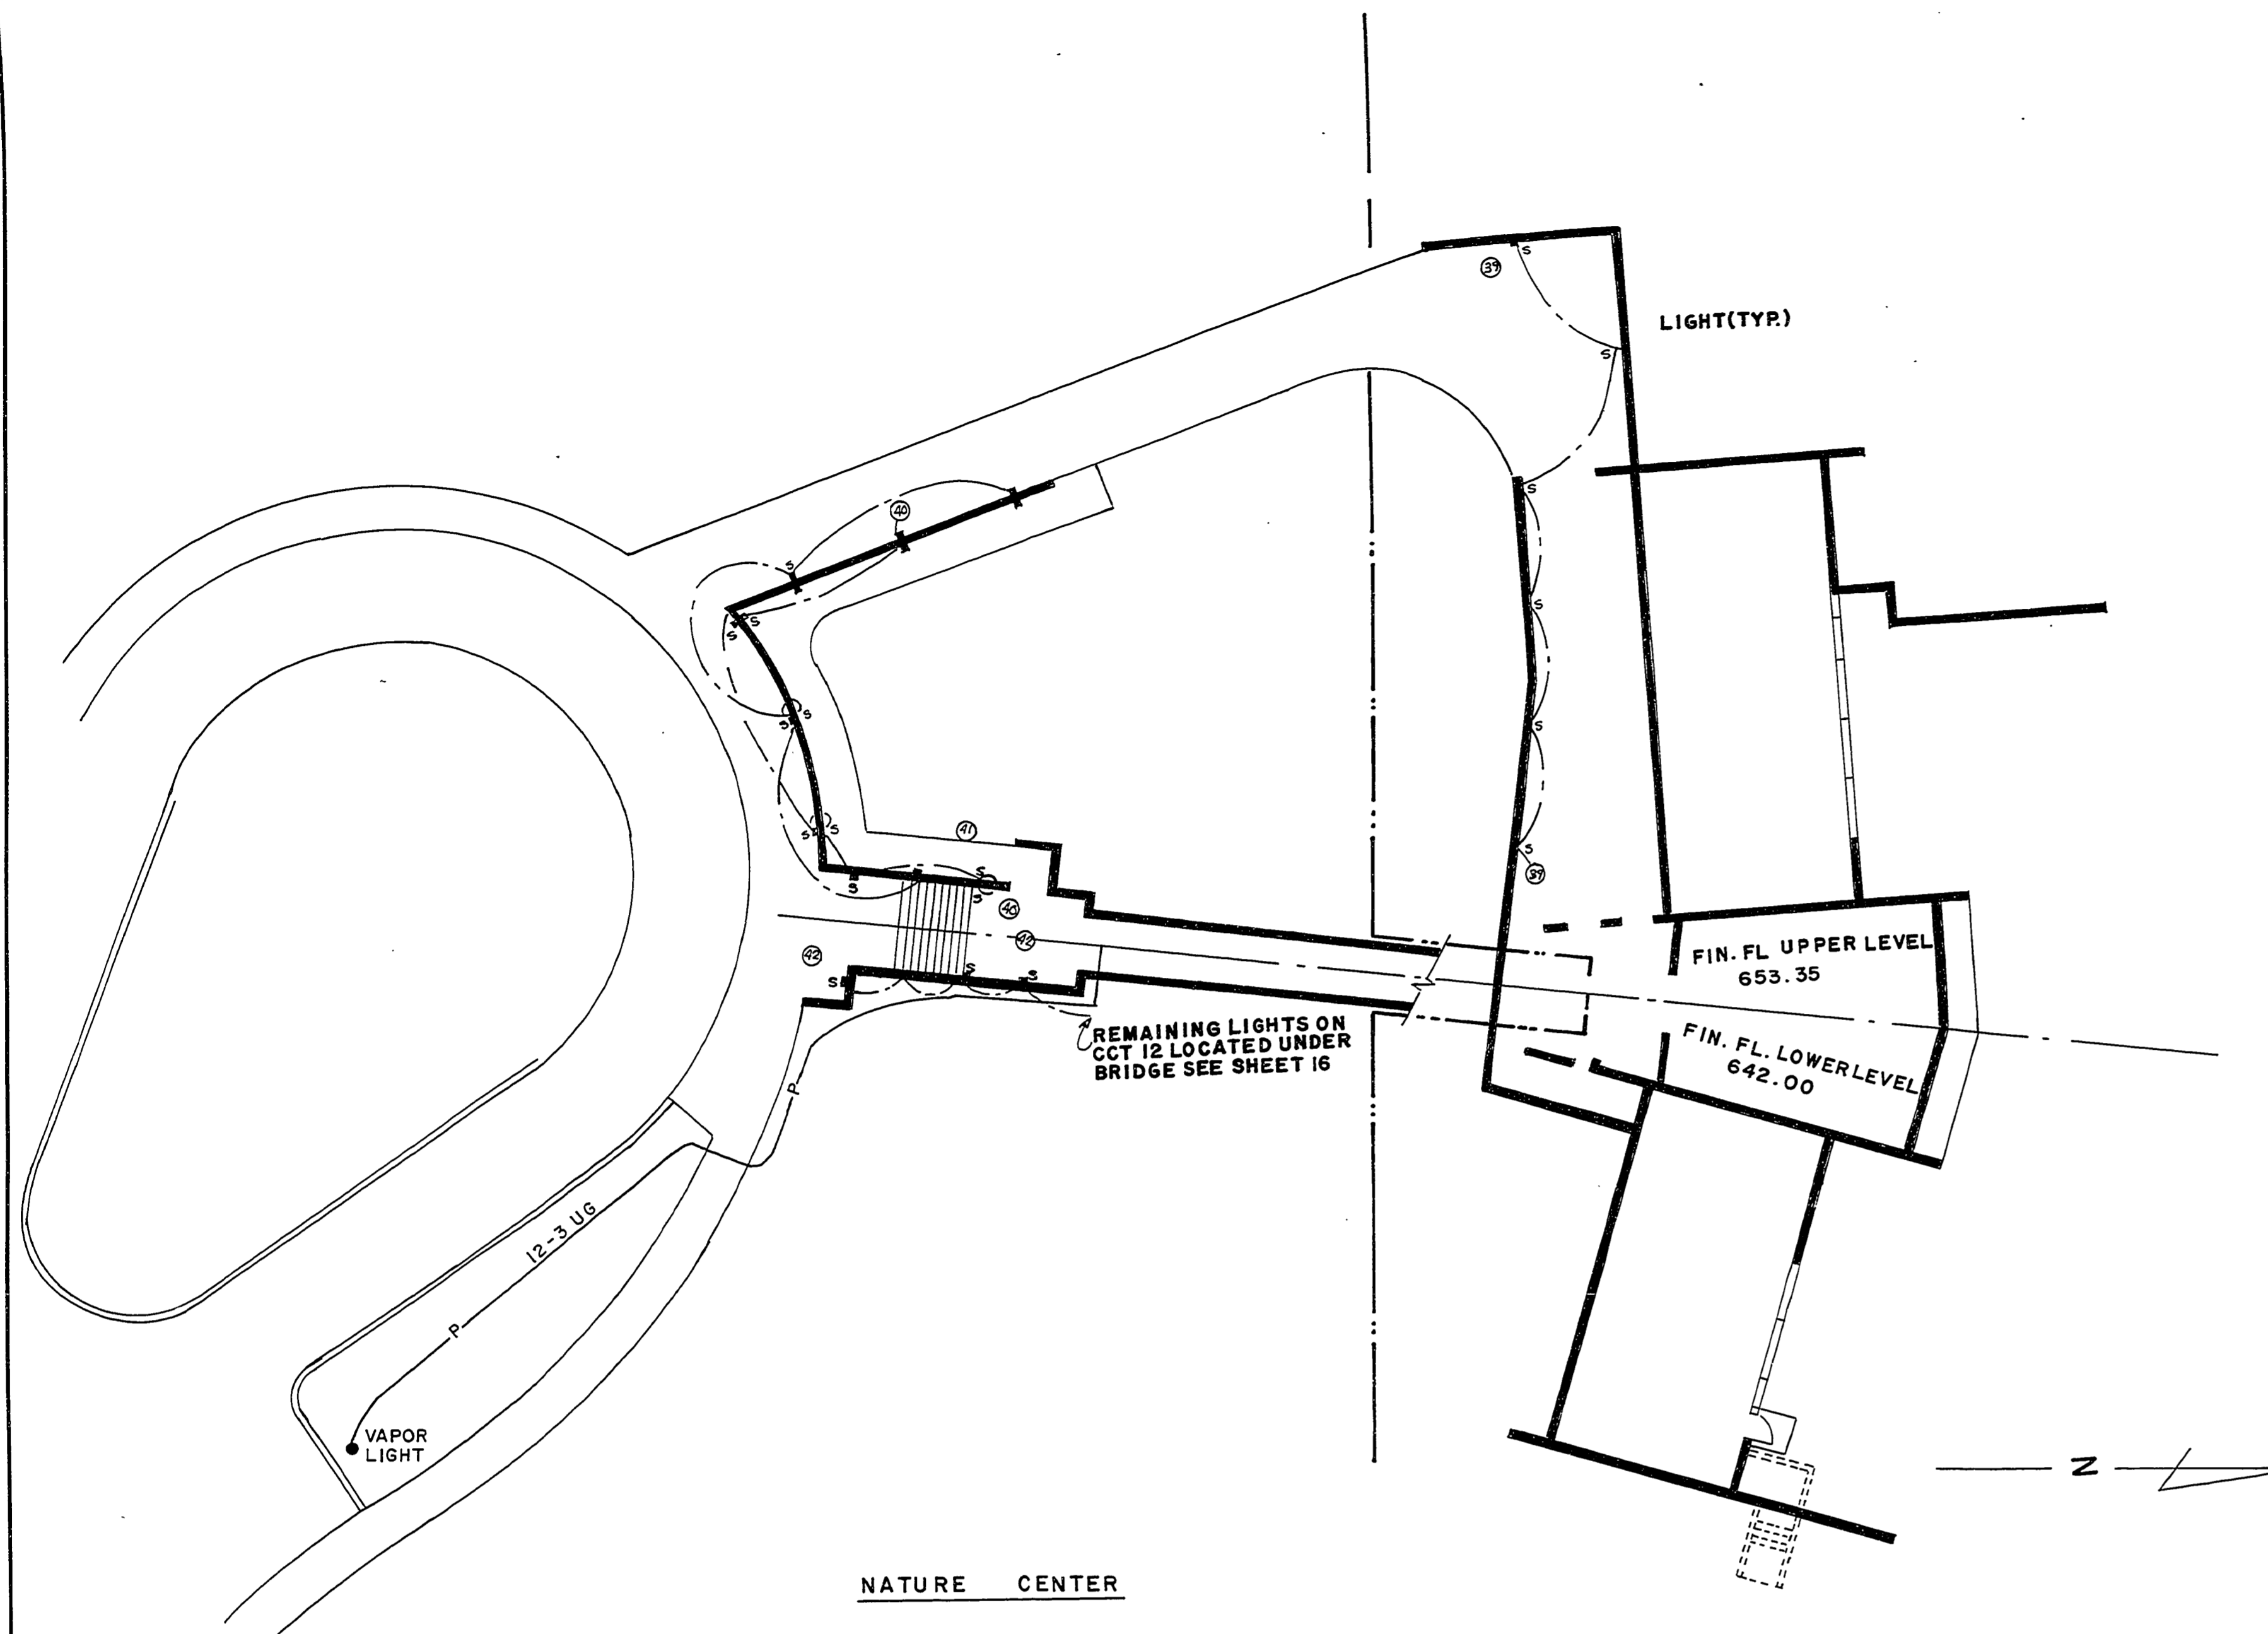 S
39
LIGHT(TYP.)
S
S
40
S
S
S
S
S
S
S
S
S
41
S
S
S
S
S
39
40
42
42
FIN. FL UPPER LEVEL
653.35
S
S
S
REMAINING LIGHTS ON
CCT 12 LOCATED UNDER
BRIDGE SEE SHEET 16
FIN. FL. LOWER LEVEL
642.00
P
12-3 UG
P
VAPOR
LIGHT
N
NATURE CENTER